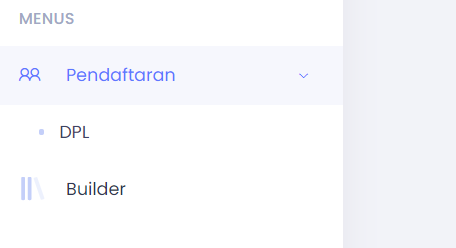 MENUS
Pendaftaran
DPL
Builder